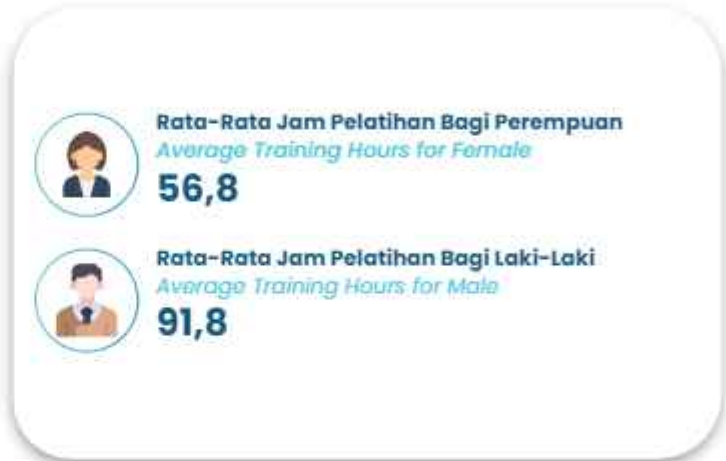 Rata-Rata Jam Pelatihan Bagi Perempuan
Average Training Hours for Female
56,8
Rata-Rata Jam Pelatihan Bagi Laki-Laki
Average Training Hours for Male
91,8